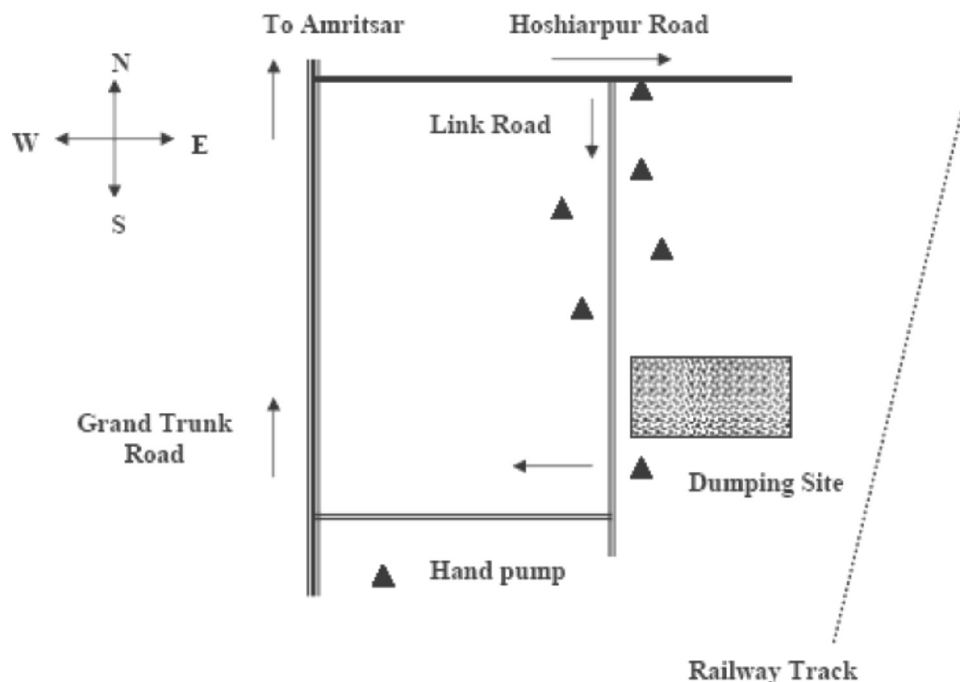 To Amritsar
Hoshiarpur Road
N
W
E
S
Link Road
Grand Trunk
Road
Dumping Site
Hand pump
Railway Track